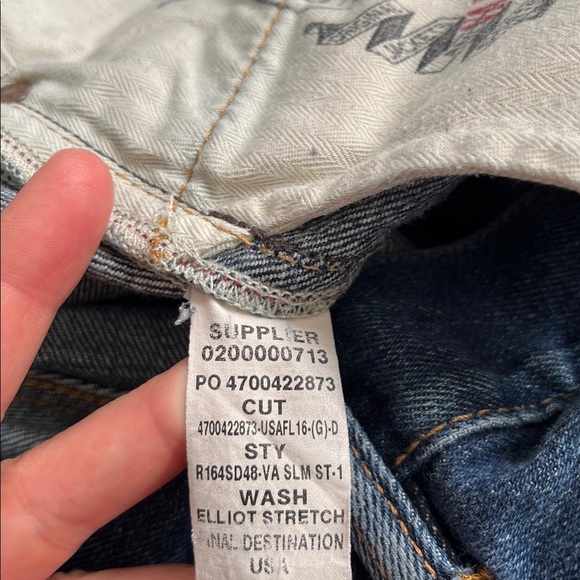 SUPPLIER
0200000713
PO 4700422873
CUT
4700422873-USAFL16-(G)-D
STY
R164SD48-VA SLM ST-1
WASH
ELLIOT STRETCH
INAL DESTINATION
USA